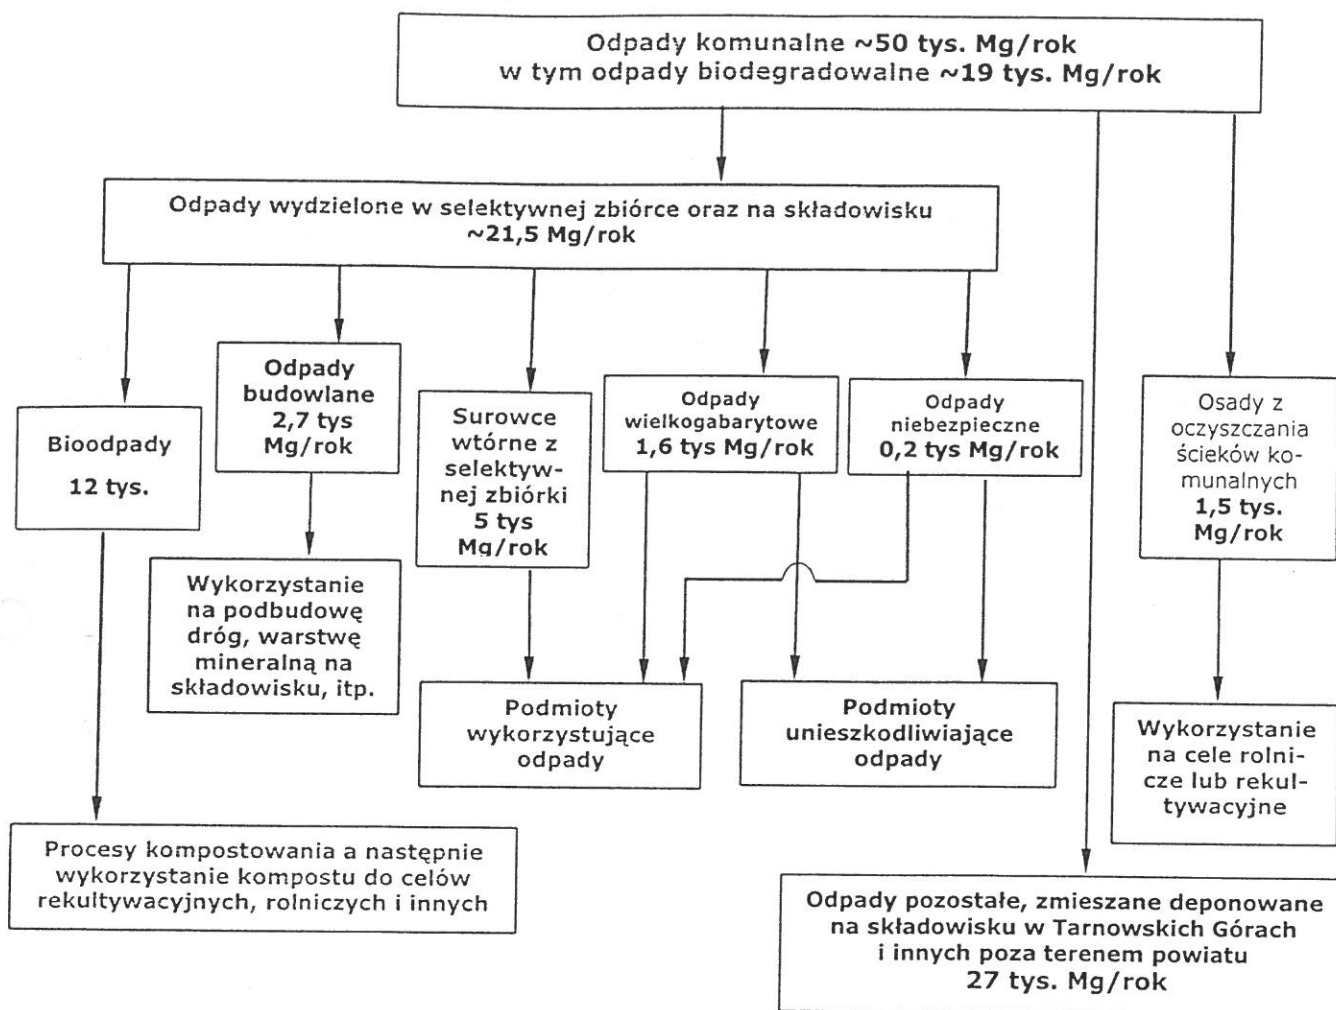 Odpady komunalne ~50 tys. Mg/rok
w tym odpady biodegradowalne ~19 tys. Mg/rok
Odpady wydzielone w selektywnej zbiórce oraz na składowisku
~21,5 Mg/rok
Bioodpady
12 tys.
Odpady
budowlane
2,7 tys
Mg/rok
Surowce
wtórne z
selektyw-
nej zbiórki
5 tys
Mg/rok
Odpady
wielkogabarytowe
1,6 tys Mg/rok
Odpady
niebezpieczne
0,2 tys Mg/rok
Osady z
oczyszczania
ścieków ko-
munalnych
1,5 tys.
Mg/rok
Wykorzystanie
na podbudowę
dróg, warstwę
mineralną na
składowisku, itp.
Podmioty
wykorzystujące
odpady
Podmioty
unieszkodliwiające
odpady
Wykorzystanie
na cele rolni-
cze lub rekul-
tywacyjne
Procesy kompostowania a następnie
wykorzystanie kompostu do celów
rekultywacyjnych, rolniczych i innych
Odpady pozostałe, zmieszane deponowane
na składowisku w Tarnowskich Górach
i innych poza terenem powiatu
27 tys. Mg/rok